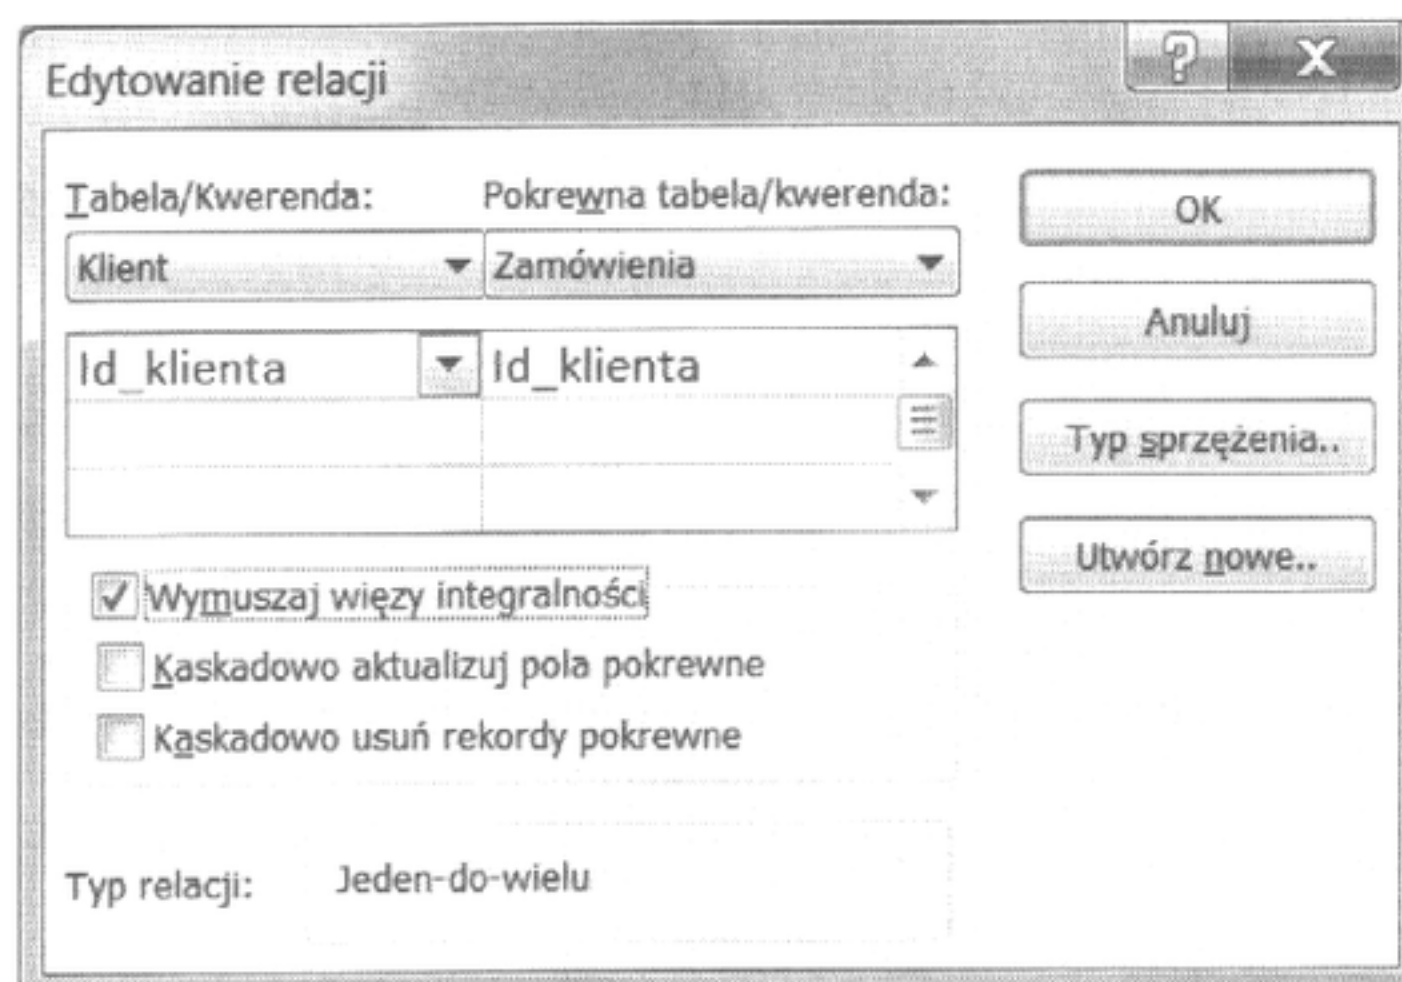 Edytowanie relacji
Tabela/Kwerenda: Pokrewna tabela/kwerenda:
Klient Zamówienia
Id_klienta Id_klienta
Wymuszaj więzy integralności
Kaskadowo aktualizuj pola pokrewne
Kaskadowo usuń rekordy pokrewne
Typ relacji: Jeden-do-wielu
OK
Anuluj
Typ sprzężenia..
Utwórz nowe..